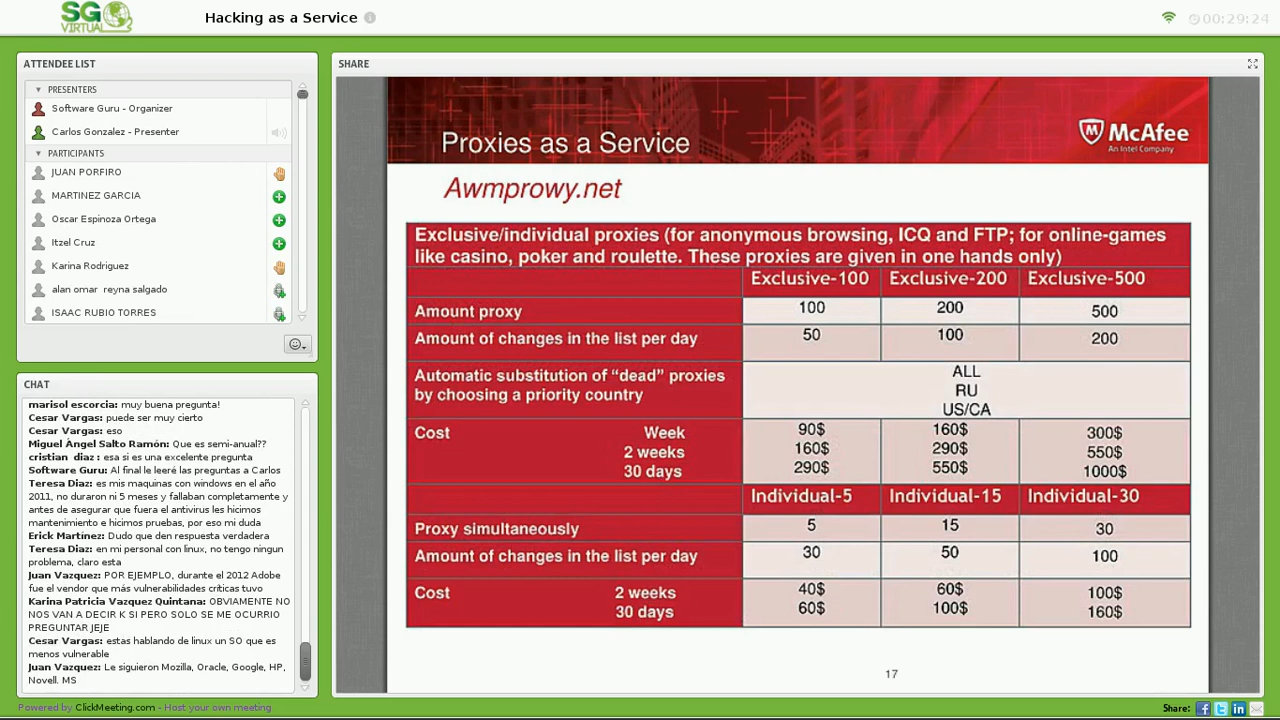 SG
VIRTUAL
Hacking as a Service
00:29:24
ATTENDEE LIST
PRESENTERS
Software Guru - Organizer
Carlos Gonzalez - Presenter
PARTICIPANTS
JUAN PORFIRO
MARTINEZ GARCIA
Oscar Espinoza Ortega
Itzel Cruz
Karina Rodriguez
alan omar reyna salgado
ISAAC RUBIO TORRES
CHAT
marisol escorcia: muy buena pregunta!
Cesar Vargas: puede ser muy cierto
Cesar Vargas: eso
Miguel Ángel Salto Ramón: Que es semi-anual??
cristian diaz : esa si es una excelente pregunta
Software Guru: Al final le leeré las preguntas a Carlos
Teresa Diaz: es mis maquinas con windows en el año
2011, no duraron ni 5 meses y fallaban completamente y
antes de asegurar que fuera el antivirus les hicimos
mantenimiento e hicimos pruebas, por eso mi duda
Erick Martínez: Dudo que den respuesta verdadera
Teresa Diaz: en mi personal con linux, no tengo ningun
problema, claro esta
Juan Vazquez: POR EJEMPLO, durante el 2012 Adobe
fue el vendor que más vulnerabilidades críticas tuvo
Karina Patricia Vazquez Quintana: OBVIAMENTE NO
NOS VAN A DECIR K SI PERO SOLO SE ME OCURRIO
PREGUNTAR JEJE
Cesar Vargas: estas hablando de linux un SO que es
menos vulnerable
Juan Vazquez: Le siguieron Mozilla, Oracle, Google, HP,
Novell. MS
SHARE
Proxies as a Service
McAfee
An Intel Company
Awmprowy.net
Exclusive/individual proxies (for anonymous browsing, ICQ and FTP; for online-games
like casino, poker and roulette. These proxies are given in one hands only)
Exclusive-100 Exclusive-200 Exclusive-500
Amount proxy 100 200 500
Amount of changes in the list per day 50 100 200
Automatic substitution of “dead” proxies
by choosing a priority country
ALL
RU
US/CA
Cost Week 90$ 160$ 300$
2 weeks 160$ 290$ 550$
30 days 290$ 550$ 1000$
Individual-5 Individual-15 Individual-30
Proxy simultaneously 5 15 30
Amount of changes in the list per day 30 50 100
Cost 2 weeks 40$ 60$ 100$
30 days 60$ 100$ 160$
17
Powered by ClickMeeting.com - Host your own meeting
Share: